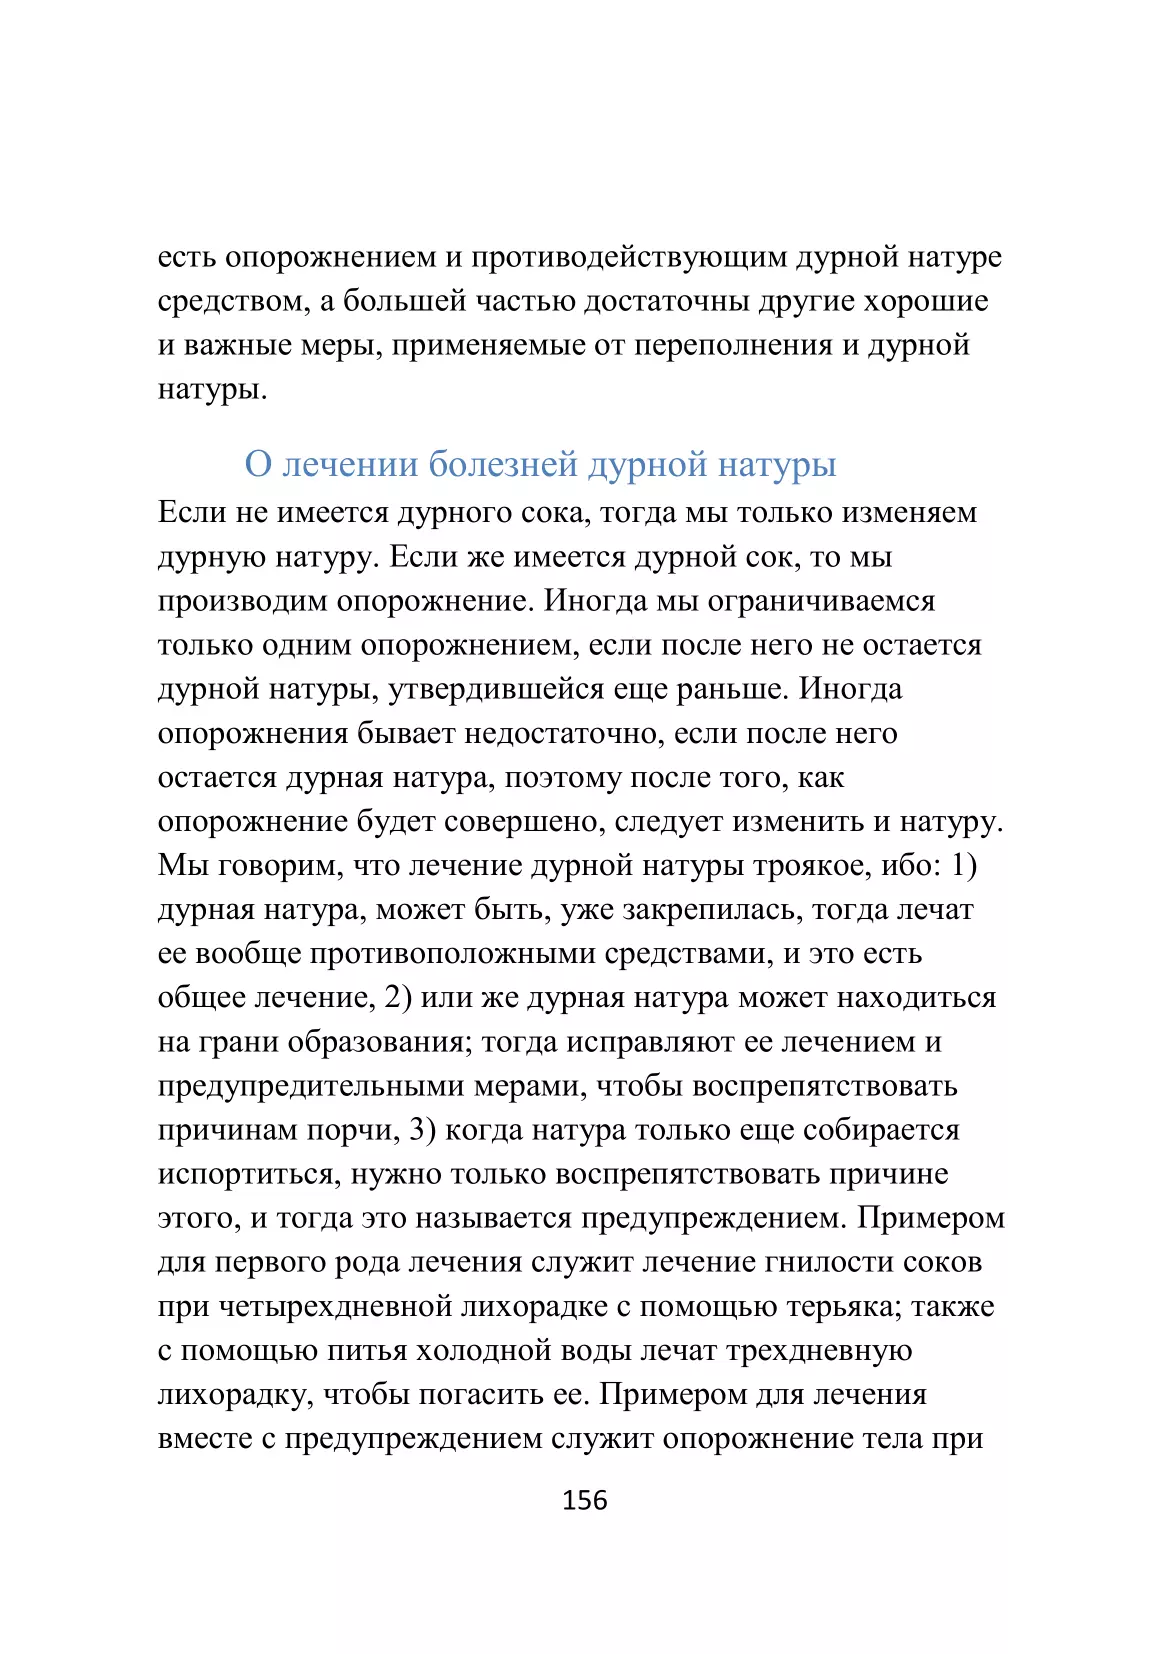 есть опорожнением и противодействующим дурной натуре
средством, а большей частью достаточны другие хорошие
и важные меры, применяемые от переполнения и дурной
натуры.
О лечении болезней дурной натуры
Если не имеется дурного сока, тогда мы только изменяем
дурную натуру. Если же имеется дурной сок, то мы
производим опорожнение. Иногда мы ограничиваемся
только одним опорожнением, если после него не остается
дурной натуры, утвердившейся еще раньше. Иногда
опорожнения бывает недостаточно, если после него
остается дурная натура, поэтому после того, как
опорожнение будет совершено, следует изменить и натуру.
Мы говорим, что лечение дурной натуры троякое, ибо: 1)
дурная натура, может быть, уже закрепилась, тогда лечат
ее вообще противоположными средствами, и это есть
общее лечение, 2) или же дурная натура может находиться
на грани образования; тогда исправляют ее лечением и
предупредительными мерами, чтобы воспрепятствовать
причинам порчи, 3) когда натура только еще собирается
испортиться, нужно только воспрепятствовать причине
этого, и тогда это называется предупреждением. Примером
для первого рода лечения служит лечение гнилости соков
при четырехдневной лихорадке с помощью терьяка; также
с помощью питья холодной воды лечат трехдневную
лихорадку, чтобы погасить ее. Примером для лечения
вместе с предупреждением служит опорожнение тела при
156